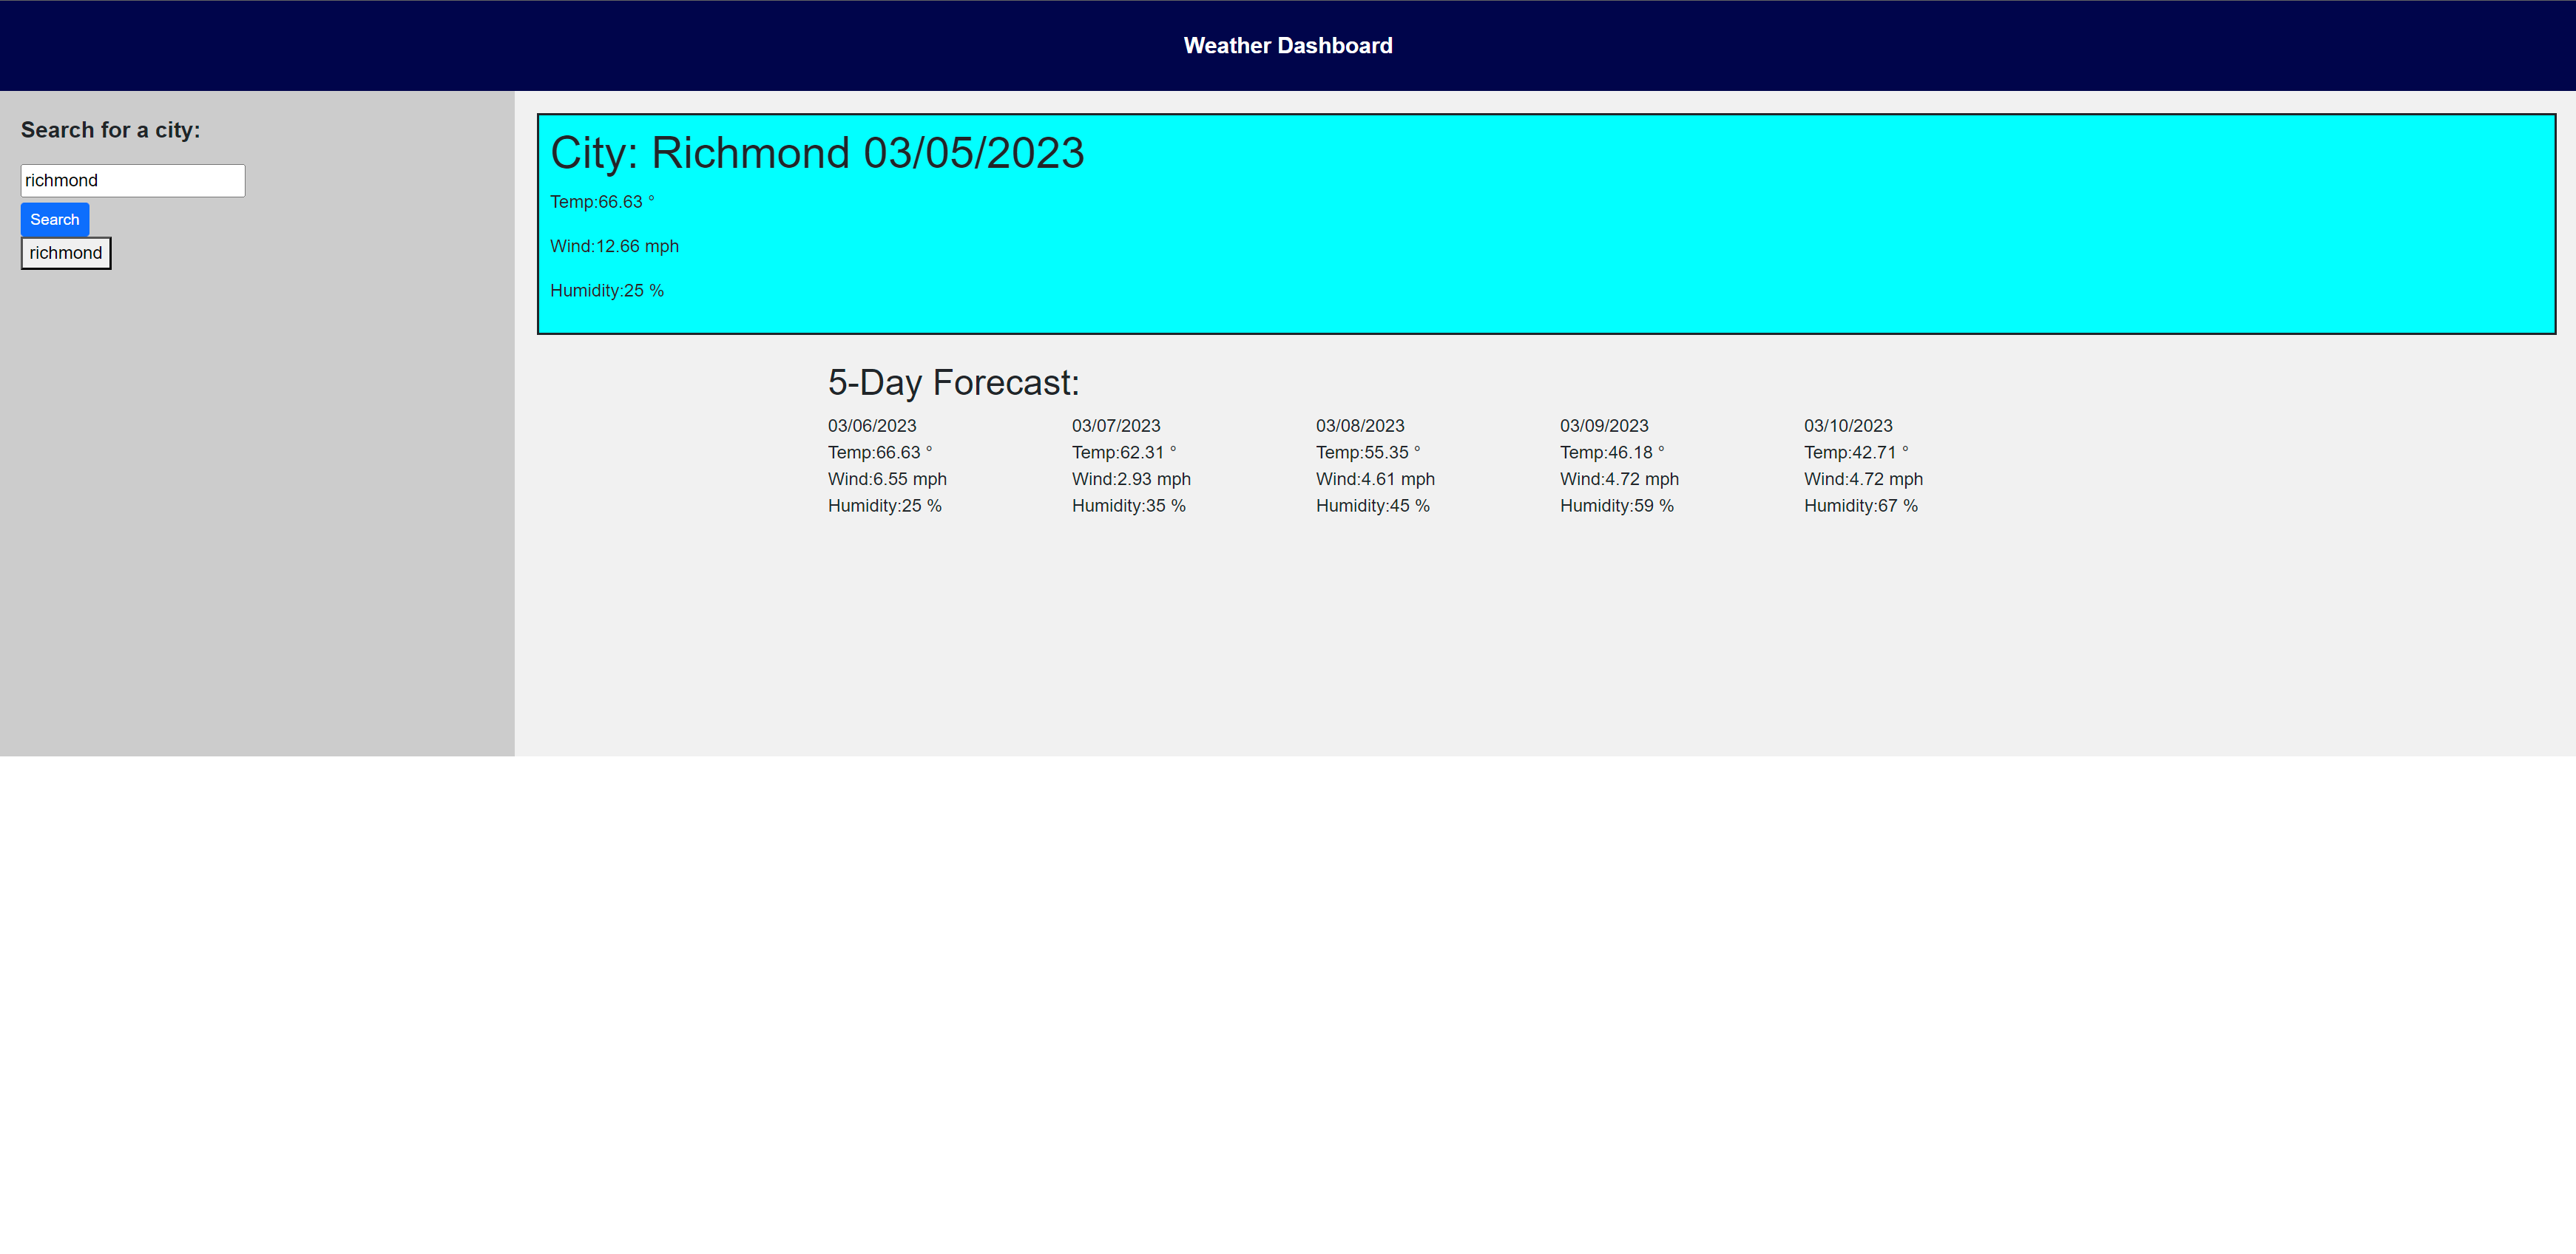 Weather Dashboard
Search for a city:
richmond
Search
richmond
City: Richmond 03/05/2023
Temp:66.63 °
Wind:12.66 mph
Humidity:25 %
5-Day Forecast:
03/06/2023
Temp:66.63 °
Wind:6.55 mph
Humidity:25 %
03/07/2023
Temp:62.31 °
Wind:2.93 mph
Humidity:35 %
03/08/2023
Temp:55.35 °
Wind:4.61 mph
Humidity:45 %
03/09/2023
Temp:46.18 °
Wind:4.72 mph
Humidity:59 %
03/10/2023
Temp:42.71 °
Wind:4.72 mph
Humidity:67 %